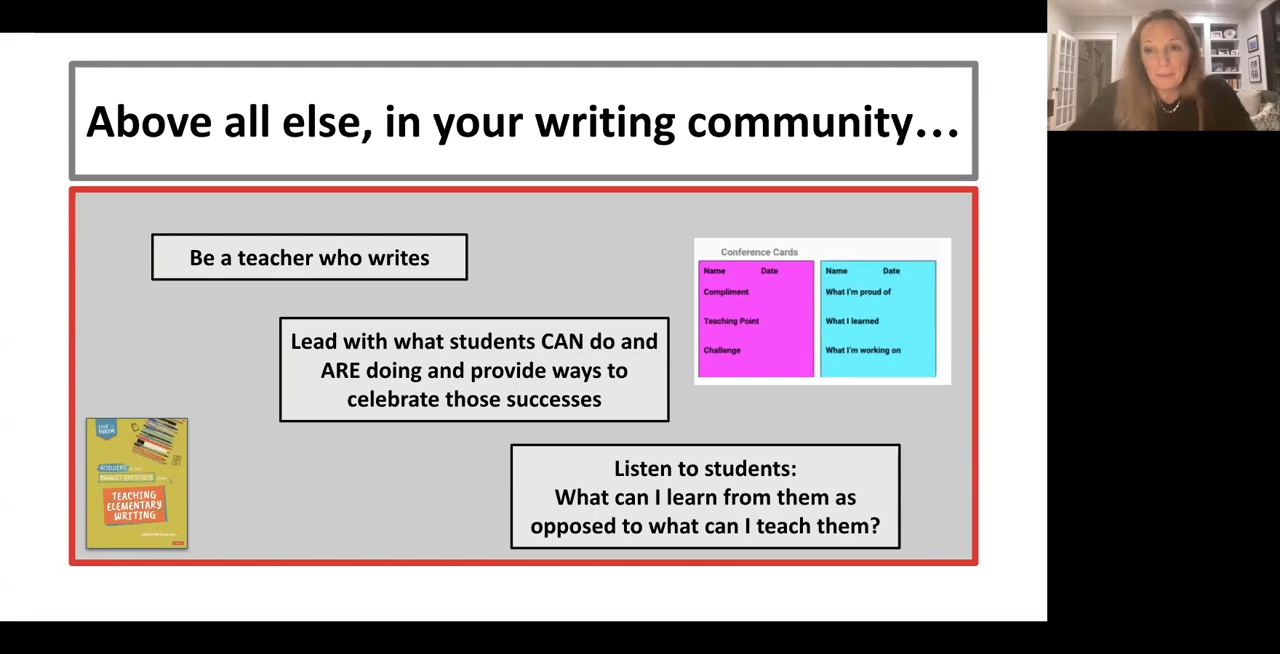 Above all else, in your writing community…
Be a teacher who writes
Lead with what students CAN do and
ARE doing and provide ways to
celebrate those successes
Conference Cards
Name Date
Compliment
Teaching Point
Challenge
Name Date
What I'm proud of
What I learned
What I'm working on
Listen to students:
What can I learn from them as
opposed to what can I teach them?
ANSWERS
TEACHING
ELEMENTARY
WRITING